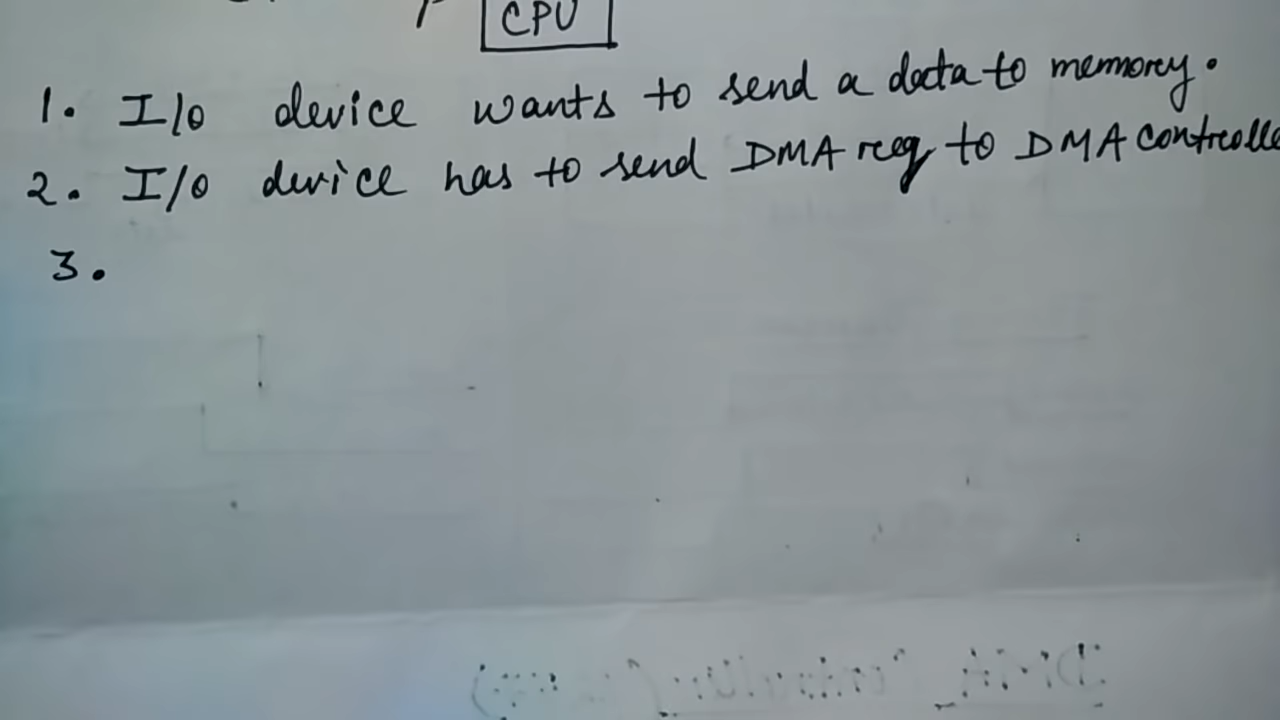 CPU
1. I/o device wants to send a data to memory.
2. I/o device has to send DMA req to DMA controlle
3.